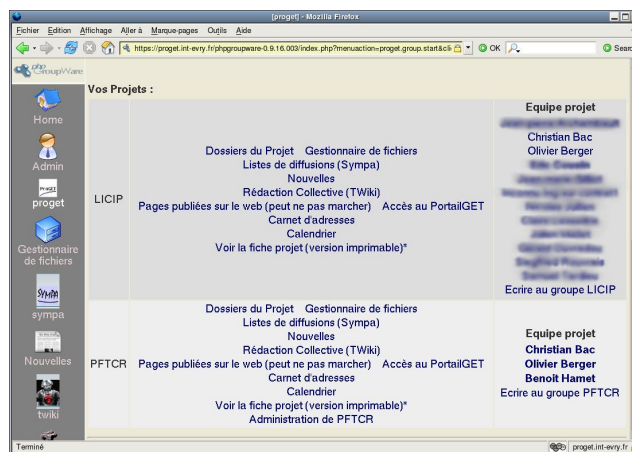 [proget] - Mozilla Firefox
Fichier Edition Affichage Aller à Marque-pages Outils Aide
https://proget.int-evry.fr/phpgroupware-0.9.16.003/index.php?menuaction=proget.group.start&cli OK Searc
php GroupWare
Home
Admin
ProGET
proget
Gestionnaire de fichiers
SYMPA
sympa
Nouvelles
twiki
Vos Projets :
LICIP
Dossiers du Projet Gestionnaire de fichiers
Listes de diffusions (Sympa)
Nouvelles
Rédaction Collective (TWiki)
Pages publiées sur le web (peut ne pas marcher) Accès au PortailGET
Carnet d'adresses
Calendrier
Voir la fiche projet (version imprimable)*
Equipe projet
Christian Bac
Olivier Berger
Ecrire au groupe LICIP
PFTCR
Dossiers du Projet Gestionnaire de fichiers
Listes de diffusions (Sympa)
Nouvelles
Rédaction Collective (TWiki)
Pages publiées sur le web (peut ne pas marcher) Accès au PortailGET
Carnet d'adresses
Calendrier
Voir la fiche projet (version imprimable)*
Administration de PFTCR
Equipe projet
Christian Bac
Olivier Berger
Benoit Hamet
Ecrire au groupe PFTCR
Terminé
proget.int-evry.fr